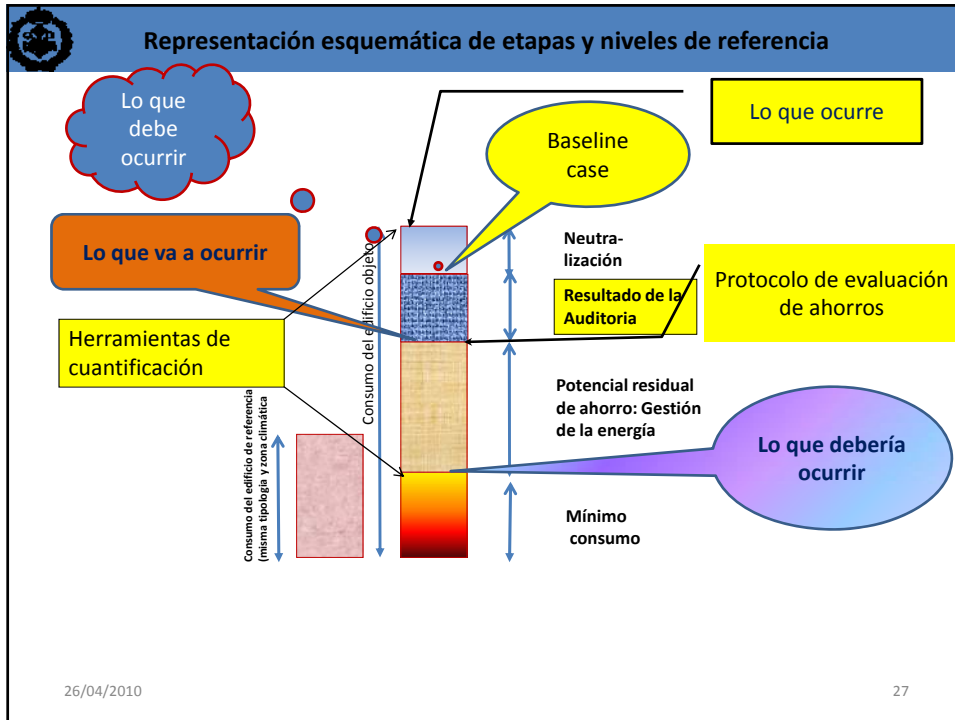 Representación esquemática de etapas y niveles de referencia
Lo que
debe
ocurrir
Lo que ocurre
Baseline
case
Lo que va a ocurrir
Neutra-
lización
Resultado de la
Auditoria
Protocolo de evaluación
de ahorros
Herramientas de
cuantificación
Consumo del edificio objeto
Consumo del edificio de referencia
(misma tipología y zona climática
Potencial residual
de ahorro: Gestión
de la energía
Lo que debería
ocurrir
Mínimo
consumo
26/04/2010
27